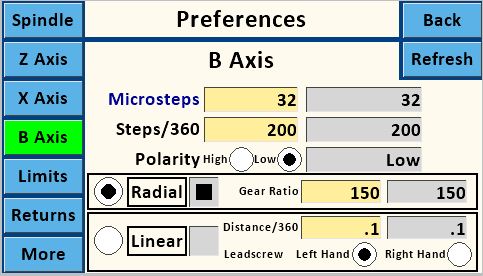 Spindle Preferences Back
Z Axis B Axis Refresh
X Axis Microsteps 32 32
B Axis Steps/360 200 200
Polarity High Low Low
Limits Radial Gear Ratio 150 150
Returns Distance/360 .1 .1
Linear
More Leadscrew Left Hand Right Hand